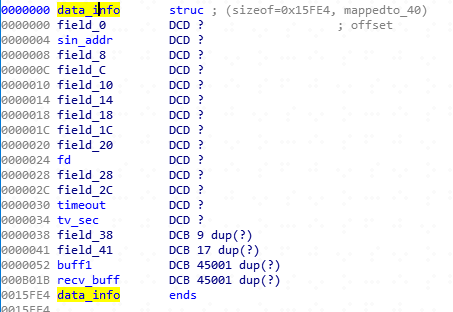 0000000 data_info struc ; (sizeof=0x15FE4, mappedto_40)
0000000 field_0 DCD ? ; offset
0000004 sin_addr DCD ?
0000008 field_8 DCD ?
000000C field_C DCD ?
0000010 field_10 DCD ?
0000014 field_14 DCD ?
0000018 field_18 DCD ?
000001C field_1C DCD ?
0000020 field_20 DCD ?
0000024 fd DCD ?
0000028 field_28 DCD ?
000002C field_2C DCD ?
0000030 timeout DCD ?
0000034 tv_sec DCD ?
0000038 field_38 DCB 9 dup(?)
0000041 field_41 DCB 17 dup(?)
0000052 buff1 DCB 45001 dup(?)
000B01B recv_buff DCB 45001 dup(?)
0015FE4 data_info ends
0015FE4